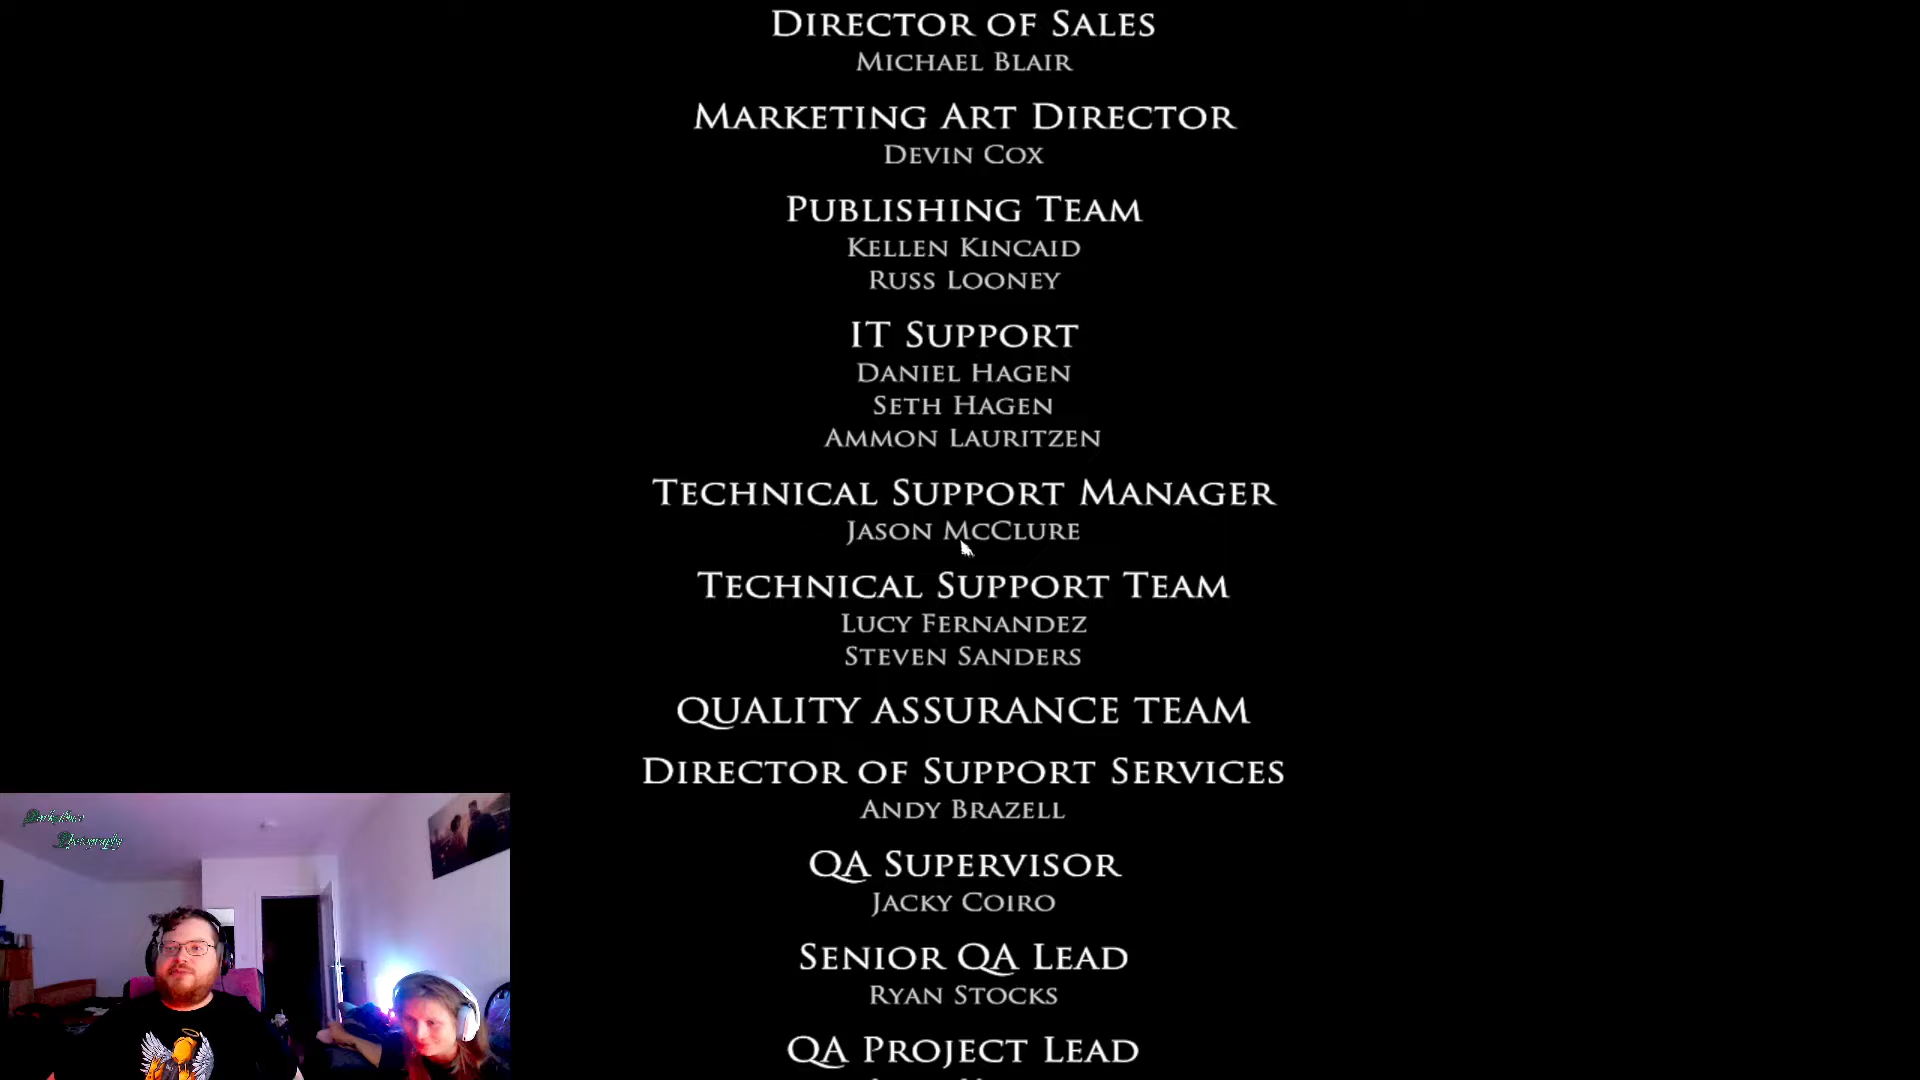 Director of Sales
Michael Blair
Marketing Art Director
Devin Cox
Publishing Team
Kellen Kincaid
Russ Looney
IT Support
Daniel Hagen
Seth Hagen
Ammon Lauritzen
Technical Support Manager
Jason McClure
Technical Support Team
Lucy Fernandez
Steven Sanders
QUALITY ASSURANCE TEAM
Director of Support Services
Andy Brazell
QA Supervisor
Jacky Coiro
Senior QA Lead
Ryan Stocks
QA Project Lead
Photography